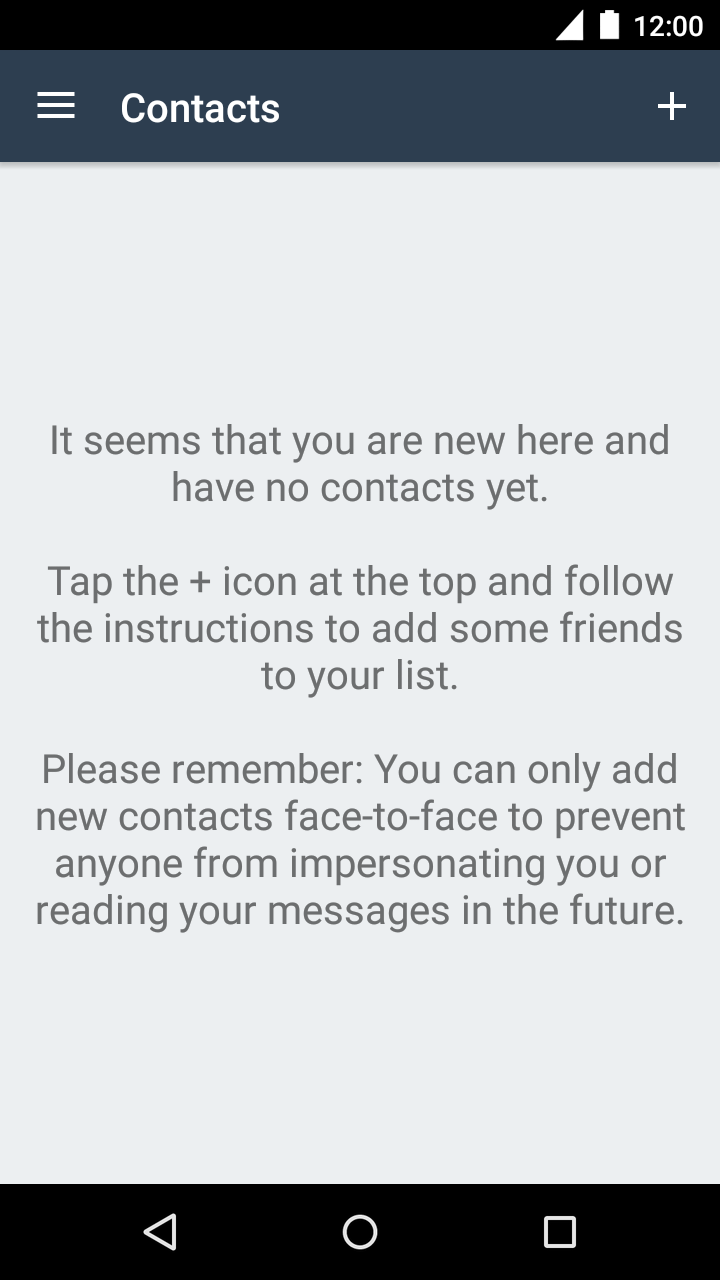 12:00
Contacts
It seems that you are new here and
have no contacts yet.
Tap the + icon at the top and follow
the instructions to add some friends
to your list.
Please remember: You can only add
new contacts face-to-face to prevent
anyone from impersonating you or
reading your messages in the future.